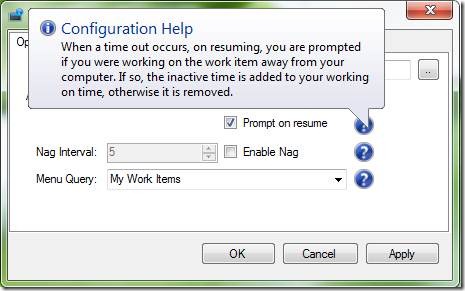 Configuration Help
When a time out occurs, on resuming, you are prompted
if you were working on the work item away from your
computer. If so, the inactive time is added to your working
on time, otherwise it is removed.
Op
..
Prompt on resume
Nag Interval: 5 Enable Nag
Menu Query: My Work Items
OK Cancel Apply